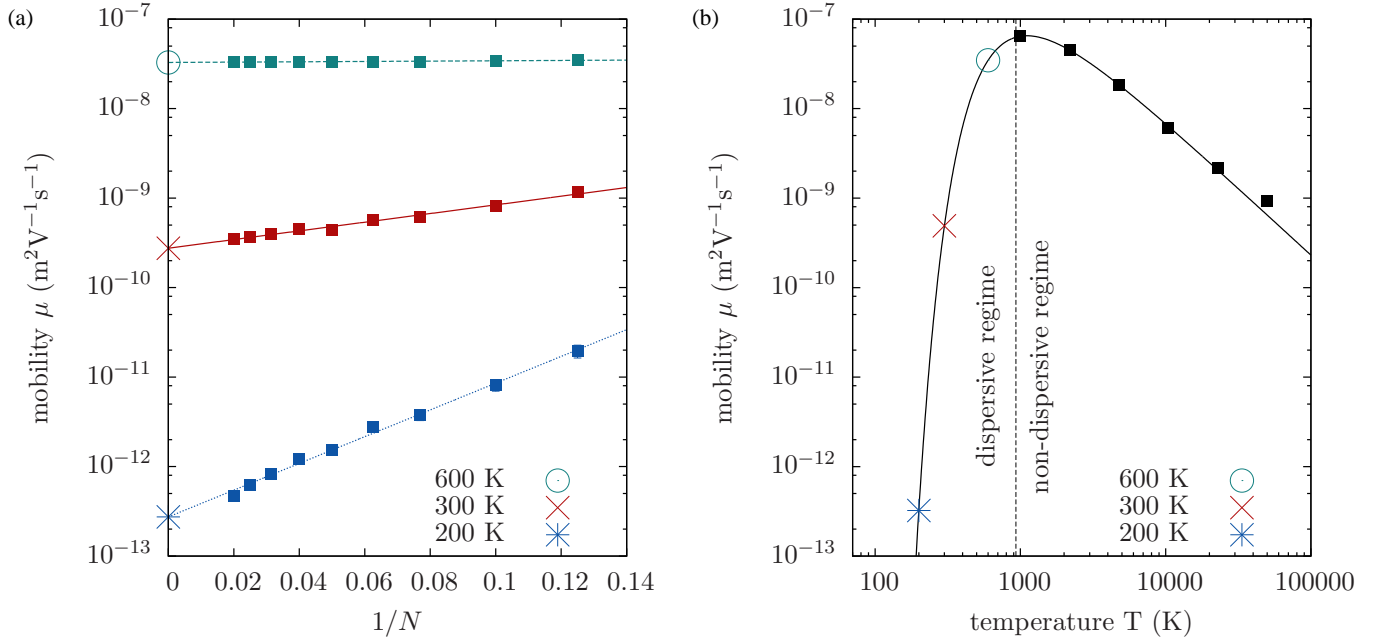 (a)
mobility μ (m²V⁻¹s⁻¹)
10⁻⁷
10⁻⁸
10⁻⁹
10⁻¹⁰
10⁻¹¹
10⁻¹²
10⁻¹³
600 K
300 K
200 K
0 0.02 0.04 0.06 0.08 0.10 0.12 0.14
1/N
(b)
mobility μ (m²V⁻¹s⁻¹)
10⁻⁷
10⁻⁸
10⁻⁹
10⁻¹⁰
10⁻¹¹
10⁻¹²
10⁻¹³
dispersive regime
non-dispersive regime
600 K
300 K
200 K
100 1000 10000 100000
temperature T (K)